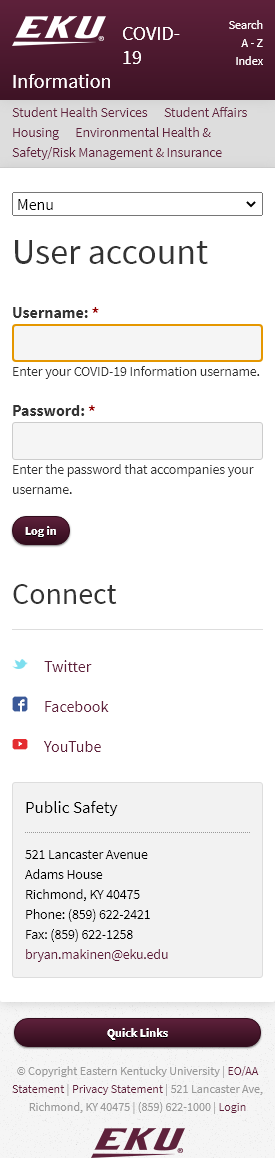 EKU COVID-19 Information
Search
A - Z
Index
Student Health Services Student Affairs
Housing Environmental Health &
Safety/Risk Management & Insurance
Menu
User account
Username: *
Enter your COVID-19 Information username.
Password: *
Enter the password that accompanies your
username.
Log in
Connect
Twitter
Facebook
YouTube
Public Safety
521 Lancaster Avenue
Adams House
Richmond, KY 40475
Phone: (859) 622-2421
Fax: (859) 622-1258
bryan.makinen@eku.edu
Quick Links
© Copyright Eastern Kentucky University | EO/AA
Statement | Privacy Statement | 521 Lancaster Ave,
Richmond, KY 40475 | (859) 622-1000 | Login
EKU